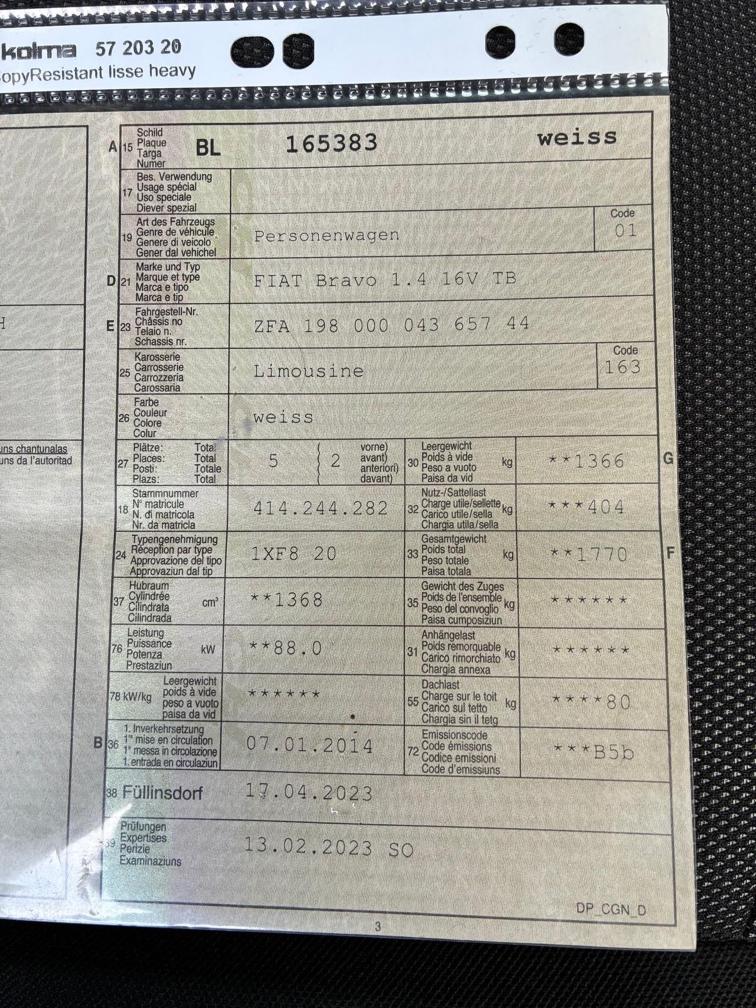 kolma 57 203 20
opyResistant lisse heavy
A 15 Schild
Plaque
Targa
Numer
BL 165383 weiss
17 Bes. Verwendung
Usage spécial
Uso speciale
Diever spezial
19 Art des Fahrzeugs
Genre de véhicule
Genere di veicolo
Gener dal vehichel
Personenwagen
Code
01
D 21 Marke und Typ
Marque et type
Marca e tipo
Marca e tip
FIAT Bravo 1.4 16V TB
E 23 Fahrgestell-Nr.
Châssis no
Telaio n.
Schassis nr.
ZFA 198 000 043 657 44
25 Karosserie
Carrosserie
Carrozzeria
Carossaria
Limousine
Code
163
26 Farbe
Couleur
Colore
Colur
weiss
uns chantunalas
uns da l'autoritad
27 Plätze: Total
Places: Total
Posti: Totale
Plazs: Total
5 ( 2 vorne)
avant)
anteriori)
davant)
30 Leergewicht
Poids à vide
Peso a vuoto
Paisa da vid
kg
**1366
G
18 Stammnummer
N° matricule
N. di matricola
Nr. da matricla
414.244.282
32 Nutz-/Sattellast
Charge utile/sellette
Carico utile/sella
Chargia utila/sella
kg
***404
24 Typengenehmigung
Réception par type
Approvazione del tipo
Approvaziun dal tip
1XF8 20
33 Gesamtgewicht
Poids total
Peso totale
Paisa totala
kg
**1770
F
37 Hubraum
Cylindrée
Cilindrata
Cilindrada
cm³
**1368
35 Gewicht des Zuges
Poids de l'ensemble
Peso del convoglio
Paisa cumposiziun
kg
******
76 Leistung
Puissance
Potenza
Prestaziun
kW
**88.0
31 Anhängelast
Poids remorquable
Carico rimorchiato
Chargia annexa
kg
******
78 kW/kg Leergewicht
poids à vide
peso a vuoto
paisa da vid
******
55 Dachlast
Charge sur le toit
Carico sul tetto
Chargia sin il tetg
kg
****80
B 36 1. Inverkehrsetzung
1re mise en circulation
1a messa in circolazione
1. entrada en circulaziun
07.01.2014
72 Emissionscode
Code émissions
Codice emissioni
Code d'emissiuns
***B5b
38 Füllinsdorf 17.04.2023
39 Prüfungen
Expertises
Perizie
Examinaziuns
13.02.2023 SO
DP_CGN_D
3